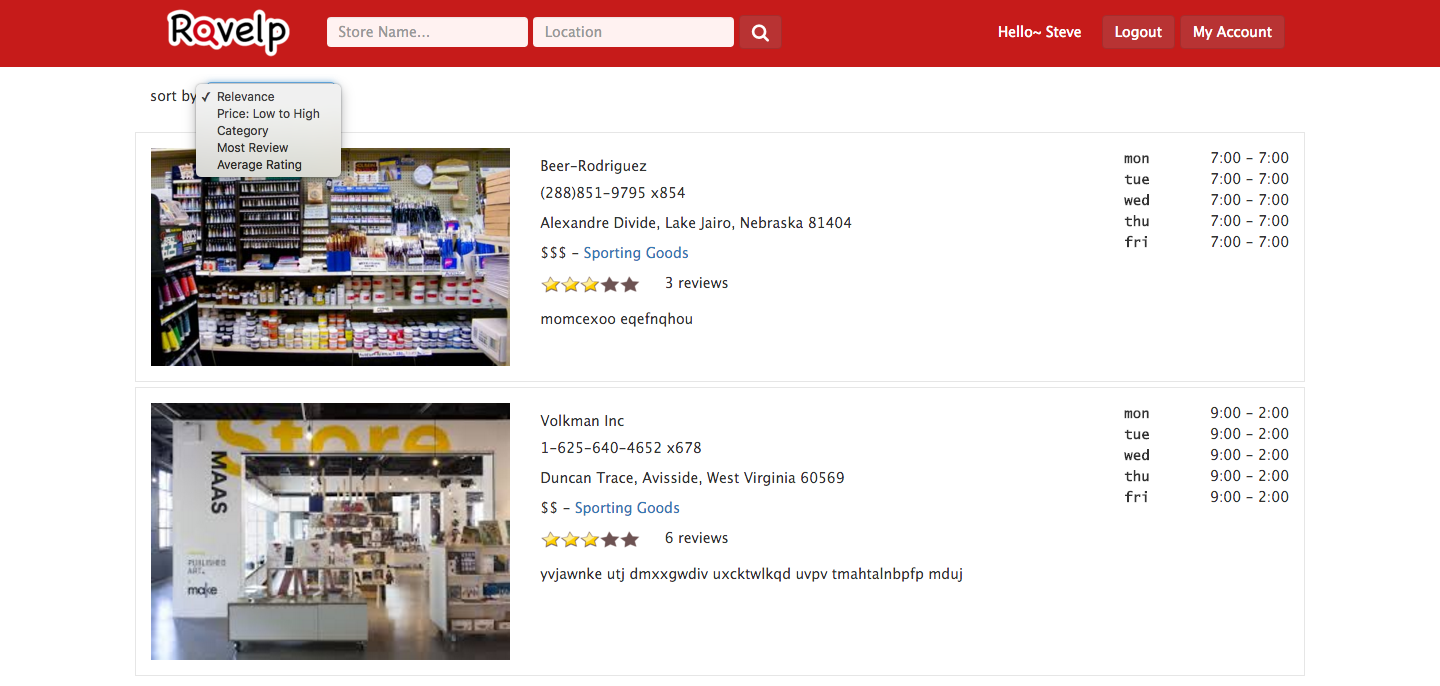 Ravelp Store Name... Location Hello~ Steve Logout My Account
sort by ✓ Relevance
Price: Low to High
Category
Most Review
Average Rating
Beer-Rodriguez
(288)851-9795 x854
Alexandre Divide, Lake Jairo, Nebraska 81404
$$$ - Sporting Goods
3 reviews
momcexoo eqefnqhou
mon 7:00 - 7:00
tue 7:00 - 7:00
wed 7:00 - 7:00
thu 7:00 - 7:00
fri 7:00 - 7:00
Store
MAAS
PUBLISHED
ART.
make
Volkman Inc
1-625-640-4652 x678
Duncan Trace, Avisside, West Virginia 60569
$$ - Sporting Goods
6 reviews
yvjawnke utj dmxxgwdiv uxcktwlkqd uvpv tmahtalnbpfp mduj
mon 9:00 - 2:00
tue 9:00 - 2:00
wed 9:00 - 2:00
thu 9:00 - 2:00
fri 9:00 - 2:00